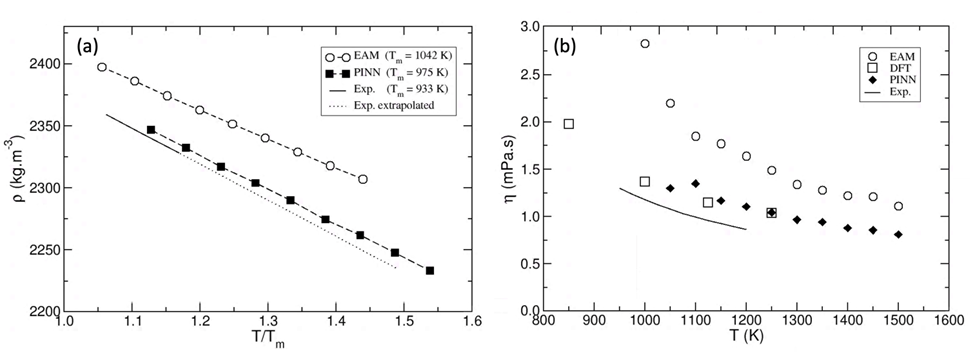 (a)
EAM (Tm = 1042 K)
PINN (Tm = 975 K)
Exp. (Tm = 933 K)
Exp. extrapolated
2400
2350
2300
2250
2200
ρ (kg.m-3)
1.0 1.1 1.2 1.3 1.4 1.5 1.6
T/Tm
(b)
EAM
DFT
PINN
Exp.
3.0
2.5
2.0
1.5
1.0
0.5
0.0
η (mPa.s)
800 900 1000 1100 1200 1300 1400 1500 1600
T (K)